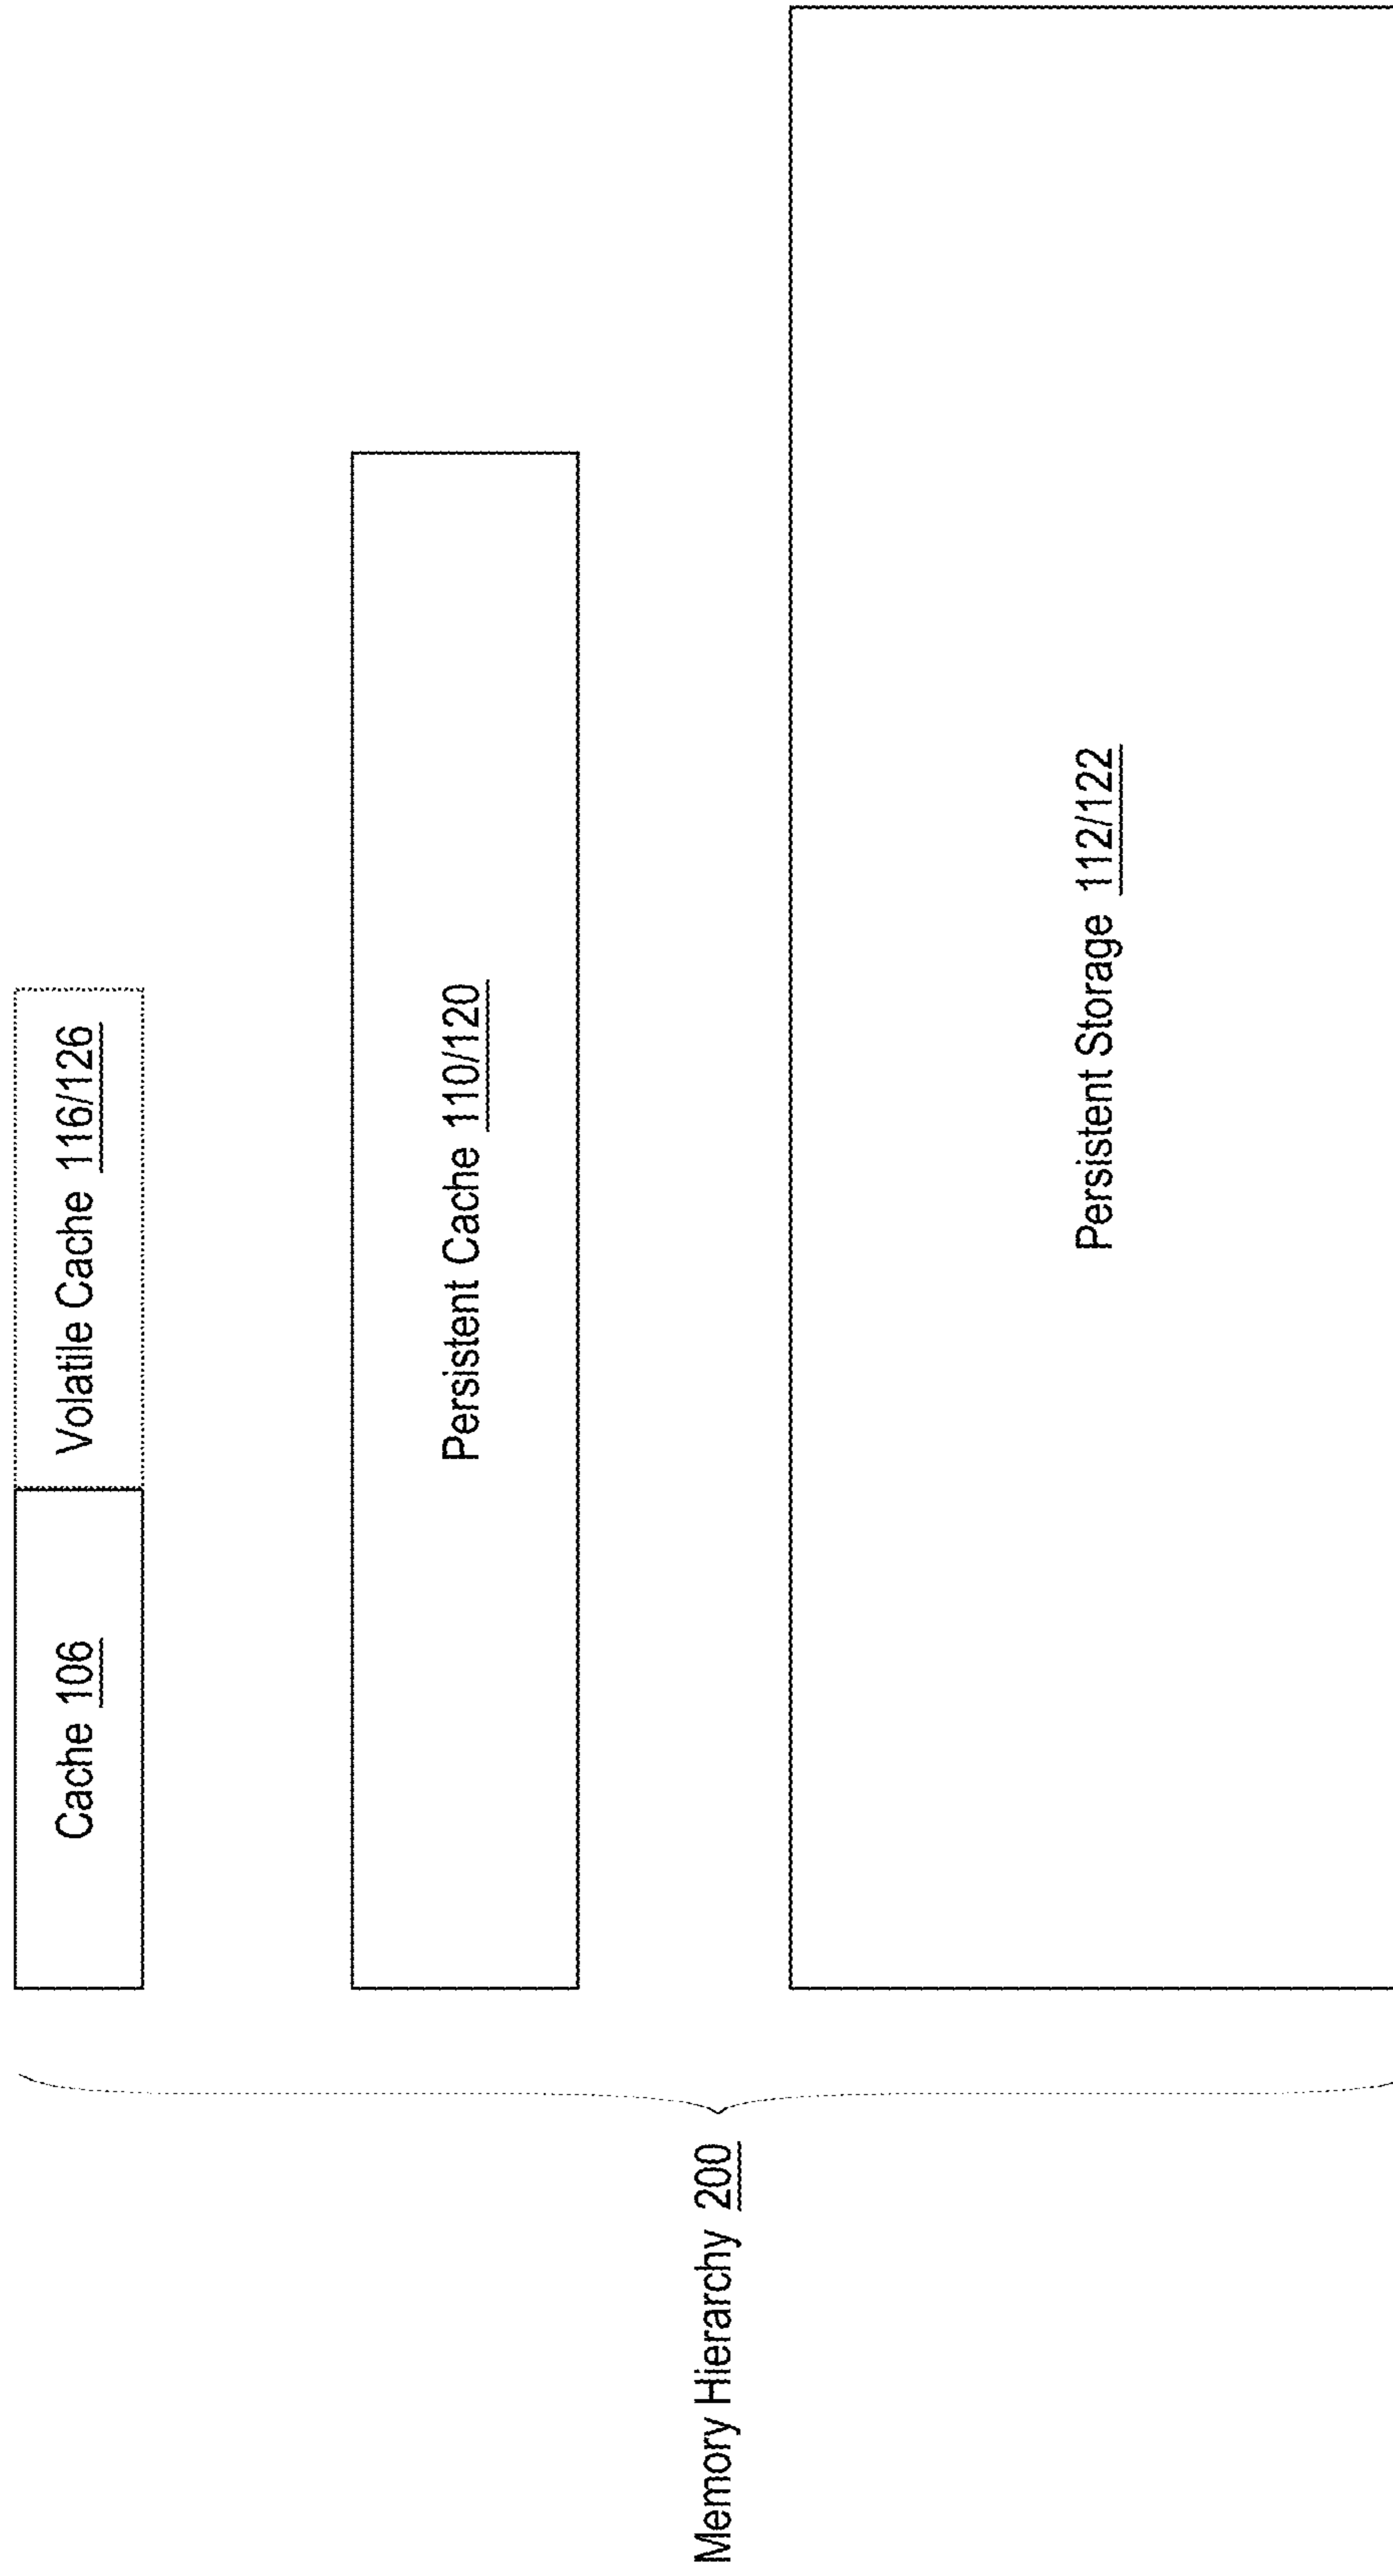 Cache 106
Volatile Cache 116/126
Persistent Cache 110/120
Persistent Storage 112/122
Memory Hierarchy 200